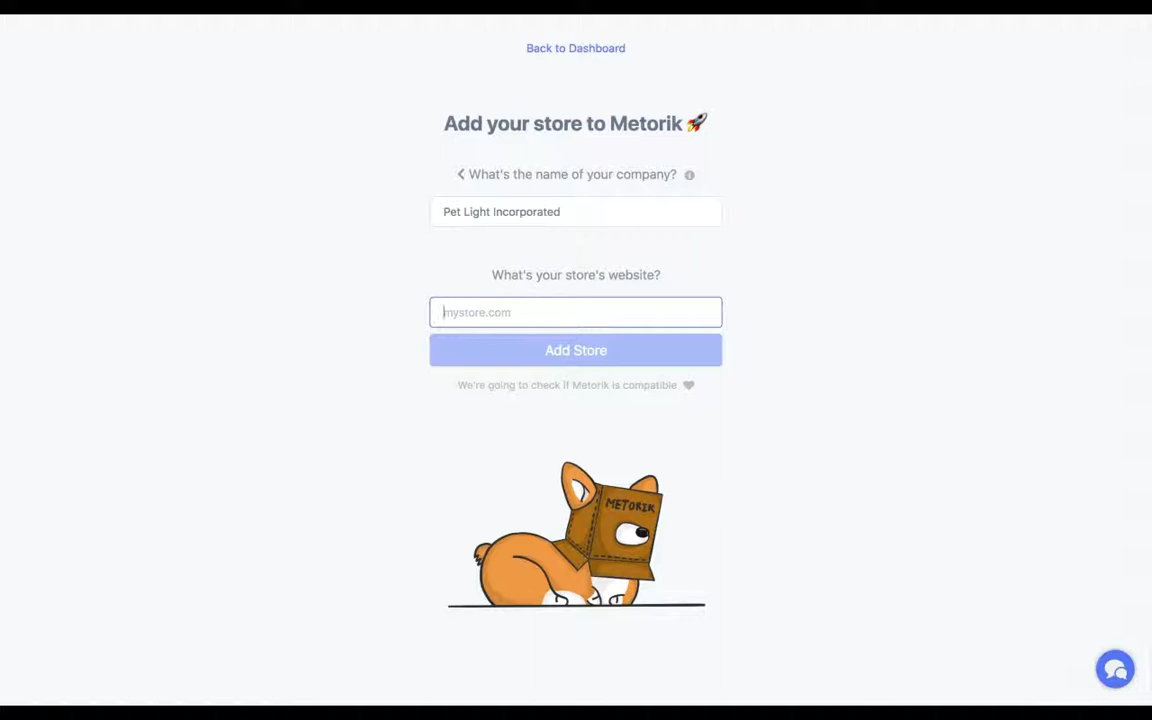 Back to Dashboard
Add your store to Metorik 🚀
What's the name of your company?
Pet Light Incorporated
What's your store's website?
mystore.com
Add Store
We're going to check if Metorik is compatible
METORIK